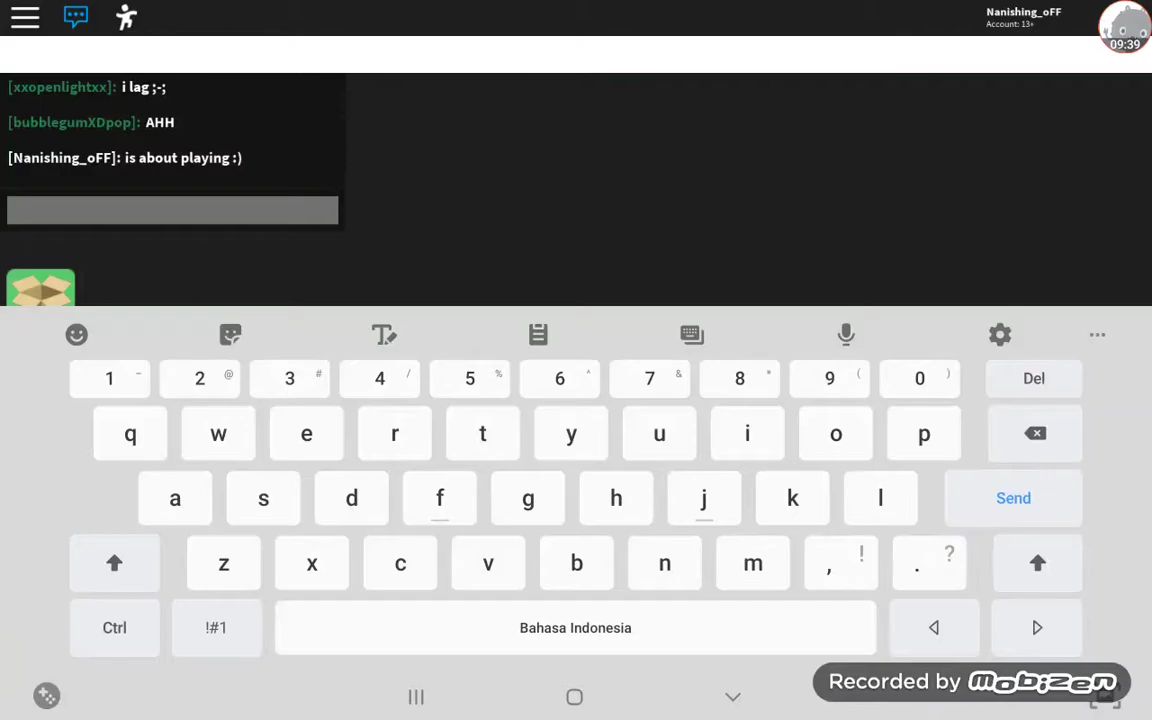 Nanishing_oFF
Account: 13+
09:39
[xxopenlightxx]: i lag ;-;
[bubblegumXDpop]: AHH
[Nanishing_oFF]: is about playing :)
1 - 2 @ 3 # 4 / 5 % 6 ^ 7 & 8 * 9 ( 0 ) Del
q w e r t y u i o p
a s d f g h j k l Send
z x c v b n m , ! . ?
Ctrl !#1 Bahasa Indonesia
Recorded by mobizen